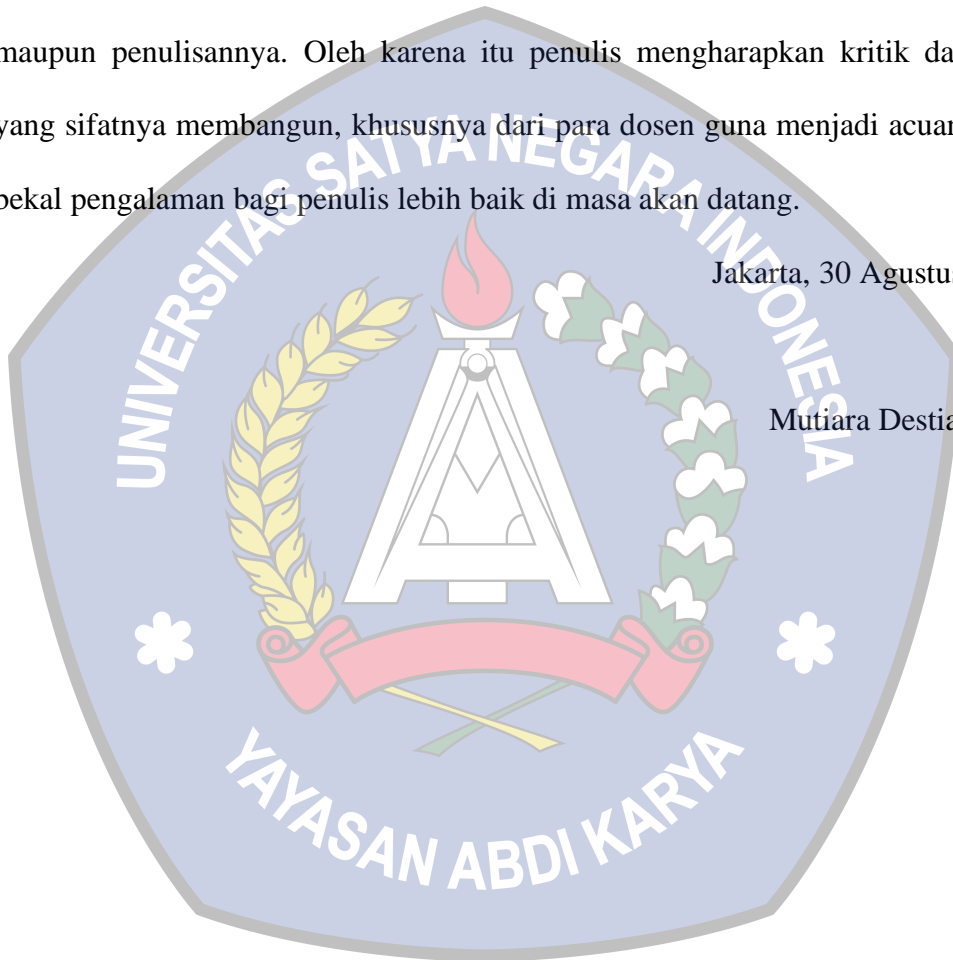 maupun penulisannya. Oleh karena itu penulis mengharapkan kritik da
yang sifatnya membangun, khususnya dari para dosen guna menjadi acuan
bekal pengalaman bagi penulis lebih baik di masa akan datang.
Jakarta, 30 Agustus
Mutiara Destia
UNIVERSITAS SATYA NEGARA INDONESIA
YAYASAN ABDI KARYA